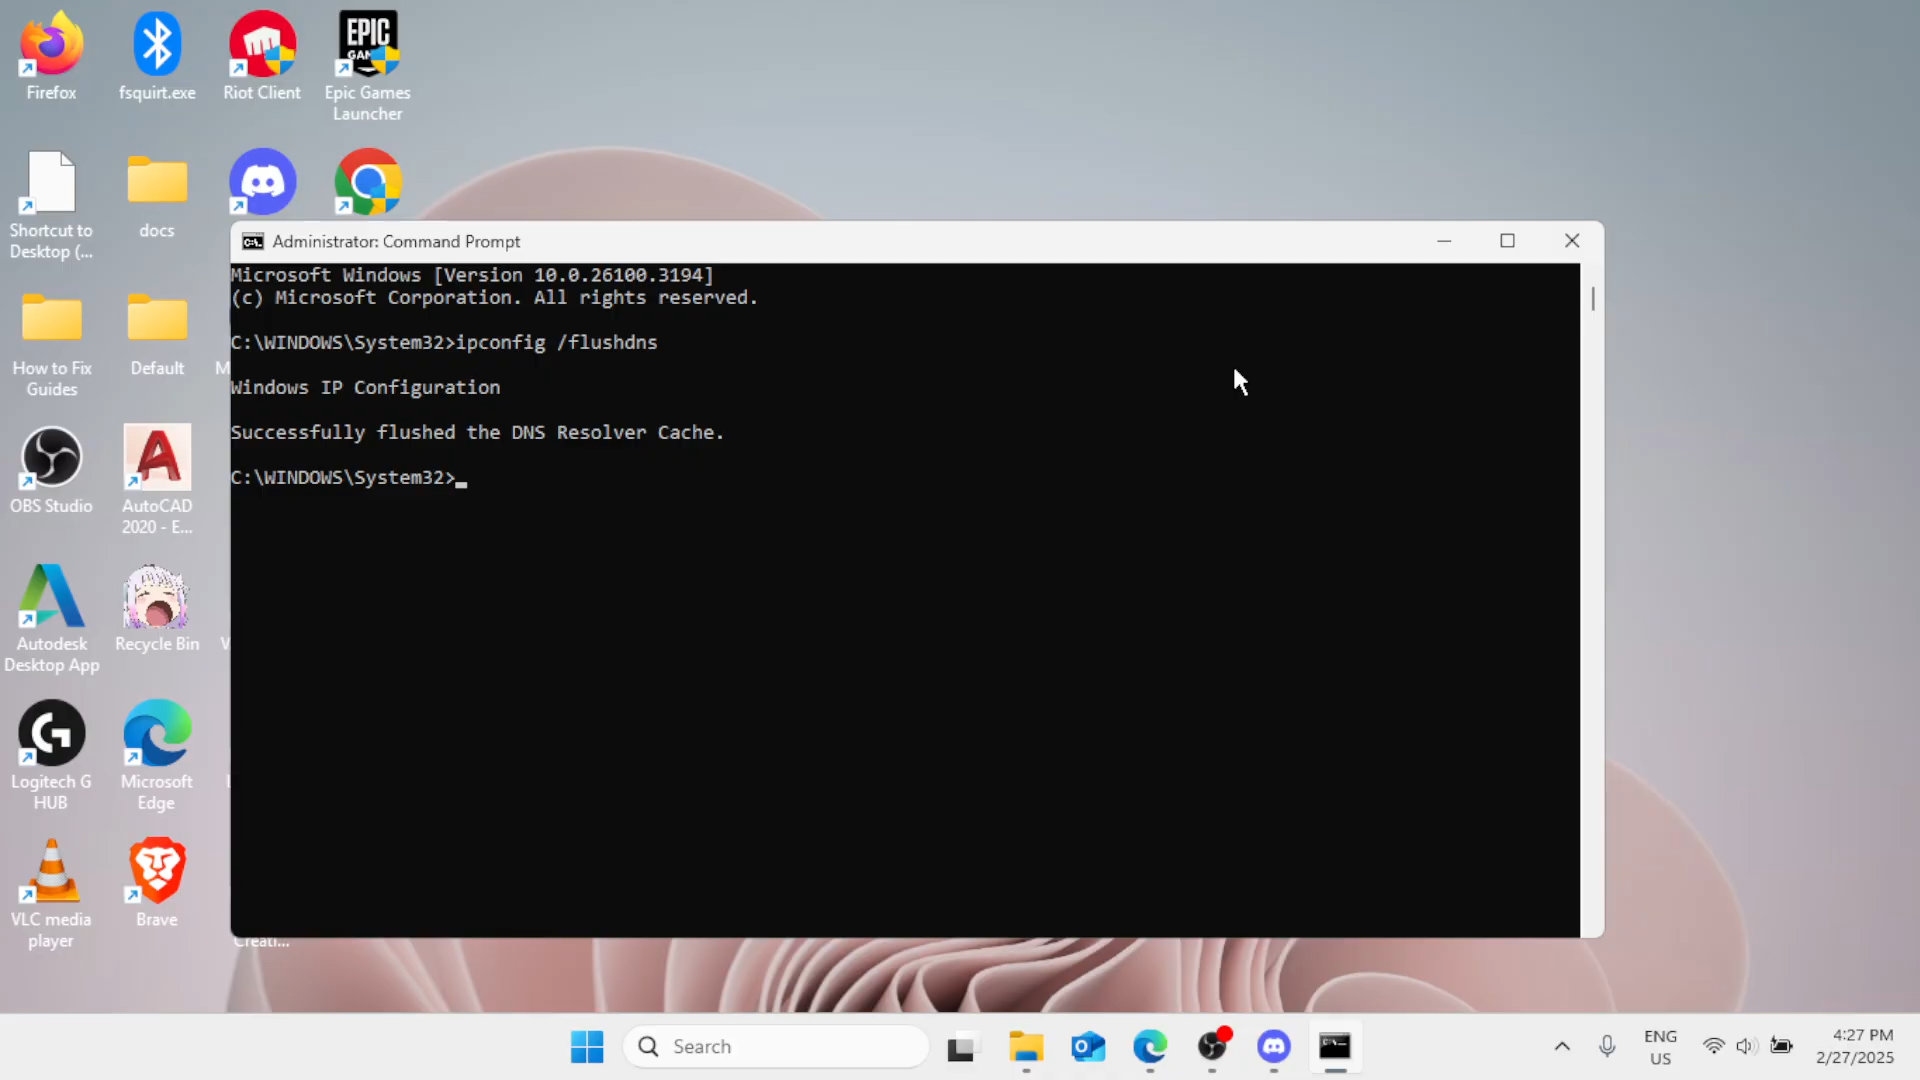 Firefox
fsquirt.exe
Riot Client
EPIC
GAMES
Epic Games
Launcher
Shortcut to
Desktop (...
docs
How to Fix
Guides
Default
M
OBS Studio
AutoCAD
2020 - E...
Autodesk
Desktop App
Recycle Bin
Logitech G
HUB
Microsoft
Edge
VLC media
player
Brave
Creati...
Administrator: Command Prompt
Microsoft Windows [Version 10.0.26100.3194]
(c) Microsoft Corporation. All rights reserved.
C:\WINDOWS\System32>ipconfig /flushdns
Windows IP Configuration
Successfully flushed the DNS Resolver Cache.
C:\WINDOWS\System32>_
Search
ENG
US
4:27 PM
2/27/2025